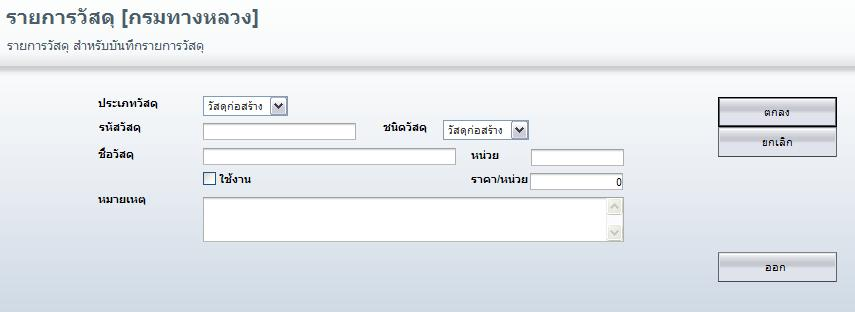 รายการวัสดุ [กรมทางหลวง]
รายการวัสดุ สำหรับบันทึกรายการวัสดุ
ประเภทวัสดุ วัสดุก่อสร้าง
ตกลง
รหัสวัสดุ ชนิดวัสดุ วัสดุก่อสร้าง
ยกเลิก
ชื่อวัสดุ หน่วย
ใช้งาน ราคา/หน่วย 0
หมายเหตุ
ออก